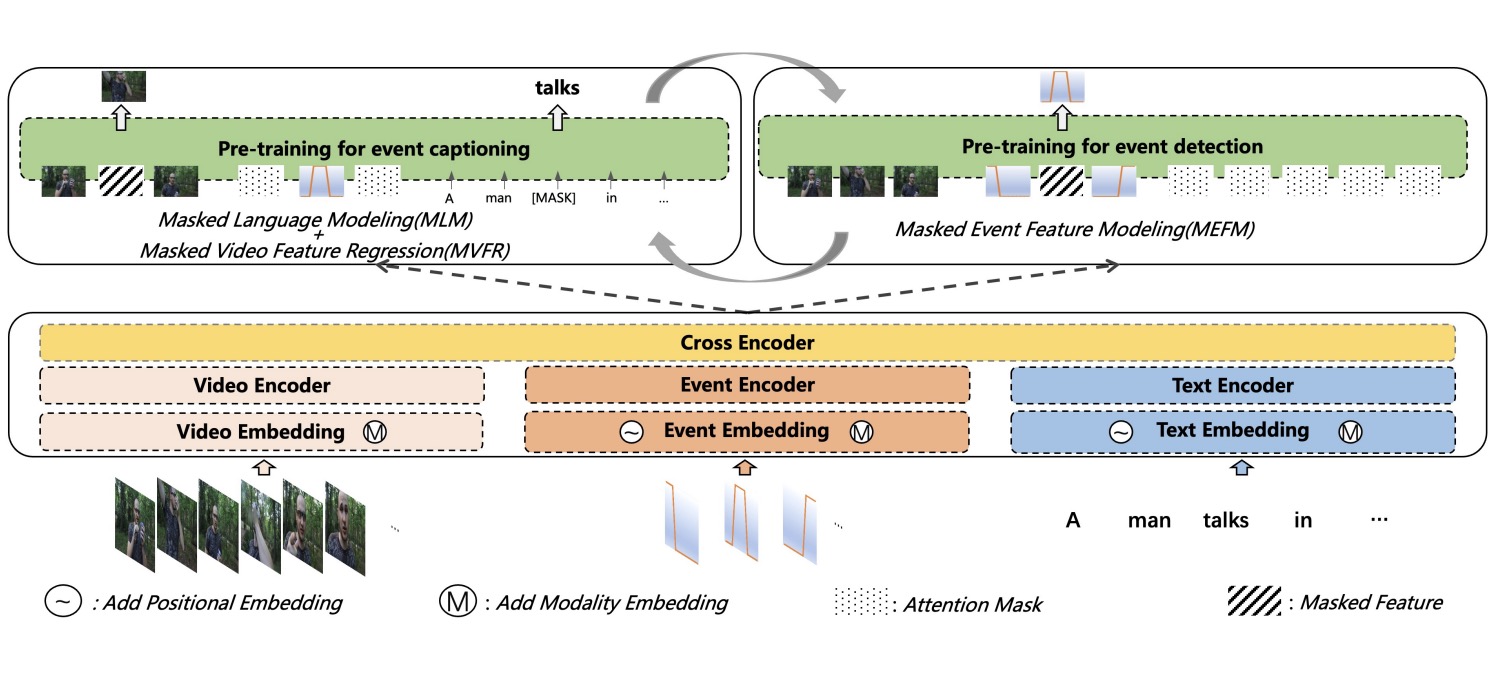 talks
Pre-training for event captioning
A man [MASK] in ...
Masked Language Modeling(MLM)
+
Masked Video Feature Regression(MVFR)
Pre-training for event detection
Masked Event Feature Modeling(MEFM)
Cross Encoder
Video Encoder
Event Encoder
Text Encoder
Video Embedding M
~ Event Embedding M
~ Text Embedding M
...
...
A man talks in ...
~ : Add Positional Embedding
M : Add Modality Embedding
: Attention Mask
: Masked Feature